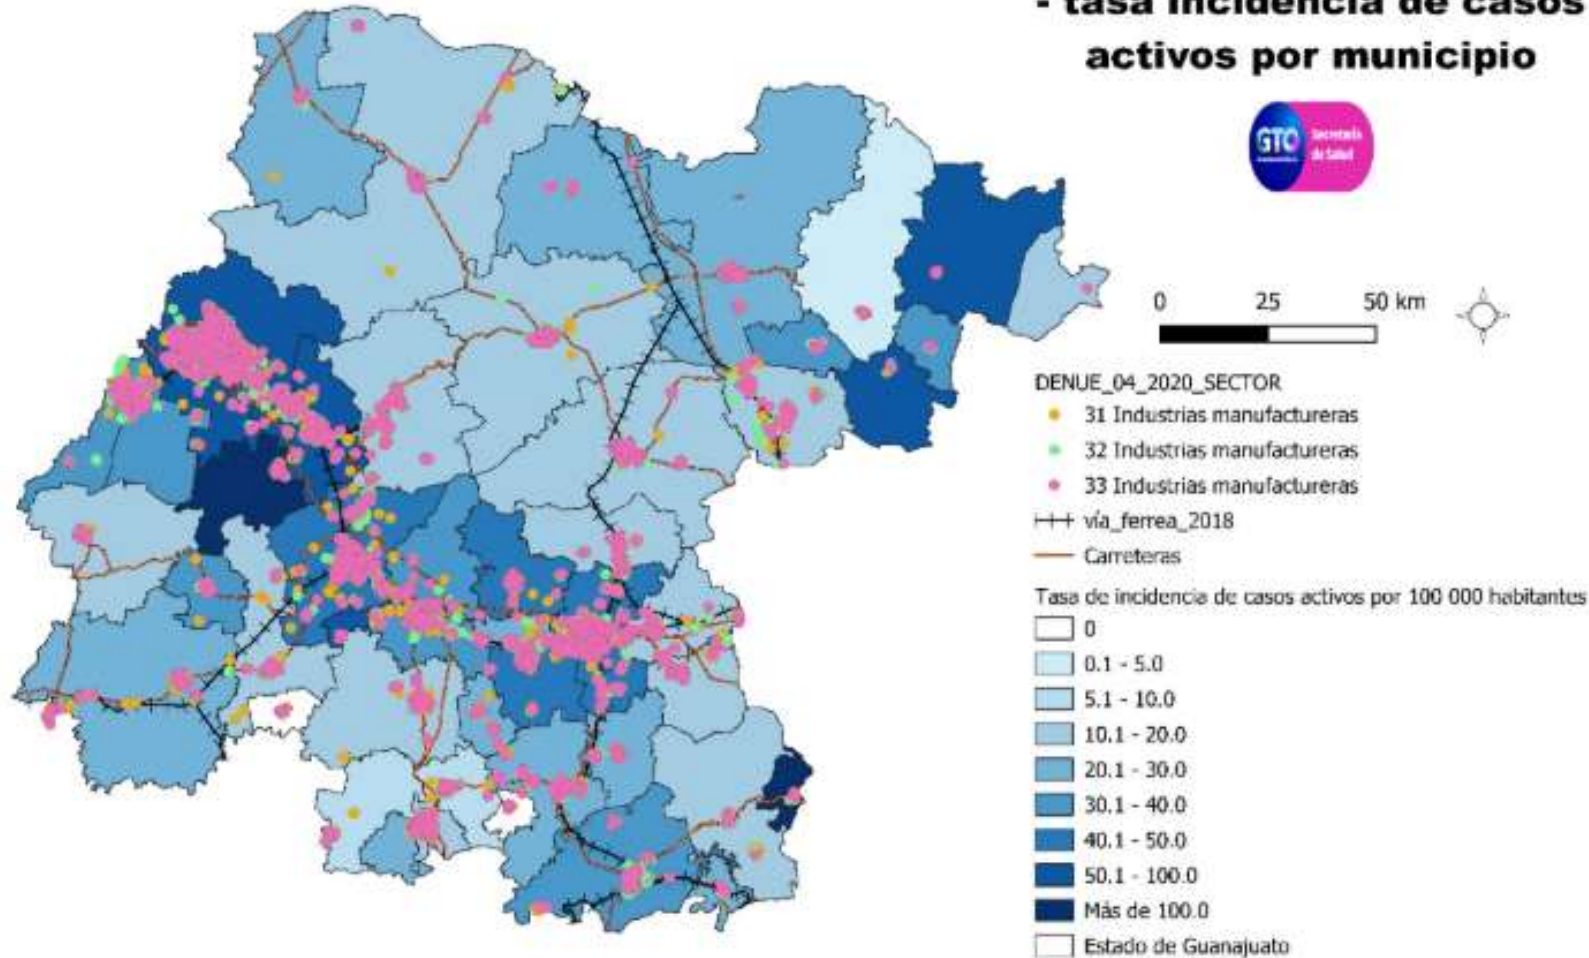 - tasa incidencia de casos
activos por municipio
GTO
Secretaría
de Salud
0 25 50 km
DENUE_04_2020_SECTOR
31 Industrias manufactureras
32 Industrias manufactureras
33 Industrias manufactureras
vía_ferrea_2018
Carreteras
Tasa de incidencia de casos activos por 100 000 habitantes
0
0.1 - 5.0
5.1 - 10.0
10.1 - 20.0
20.1 - 30.0
30.1 - 40.0
40.1 - 50.0
50.1 - 100.0
Más de 100.0
Estado de Guanajuato